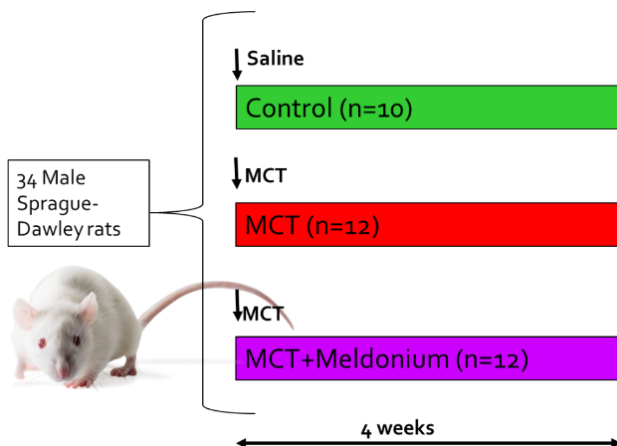 Saline
Control (n=10)
34 Male
Sprague-
Dawley rats
MCT
MCT (n=12)
MCT
MCT+Meldonium (n=12)
4 weeks